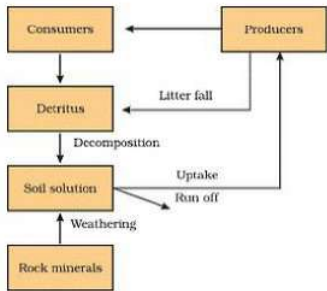 Consumers
Producers
Litter fall
Detritus
Decomposition
Uptake
Soil solution
Run off
Weathering
Rock minerals